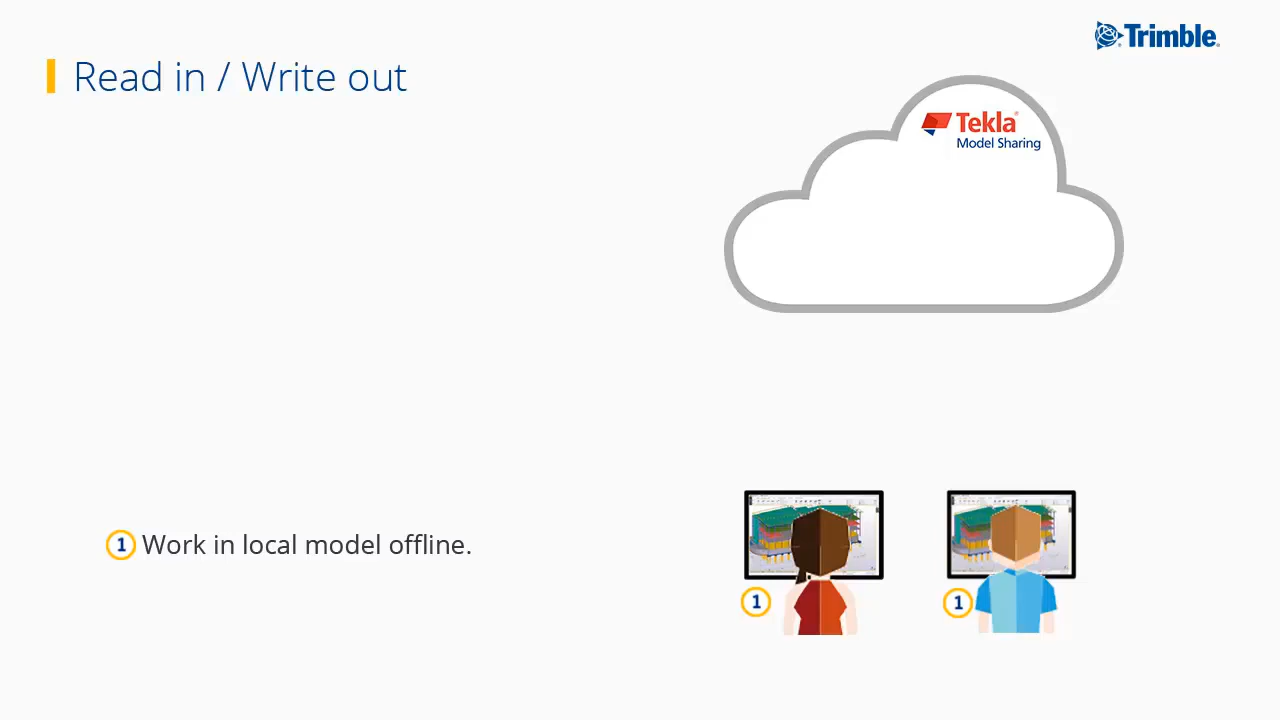 Trimble®
Read in / Write out
Tekla®
Model Sharing
1 Work in local model offline.
1
1